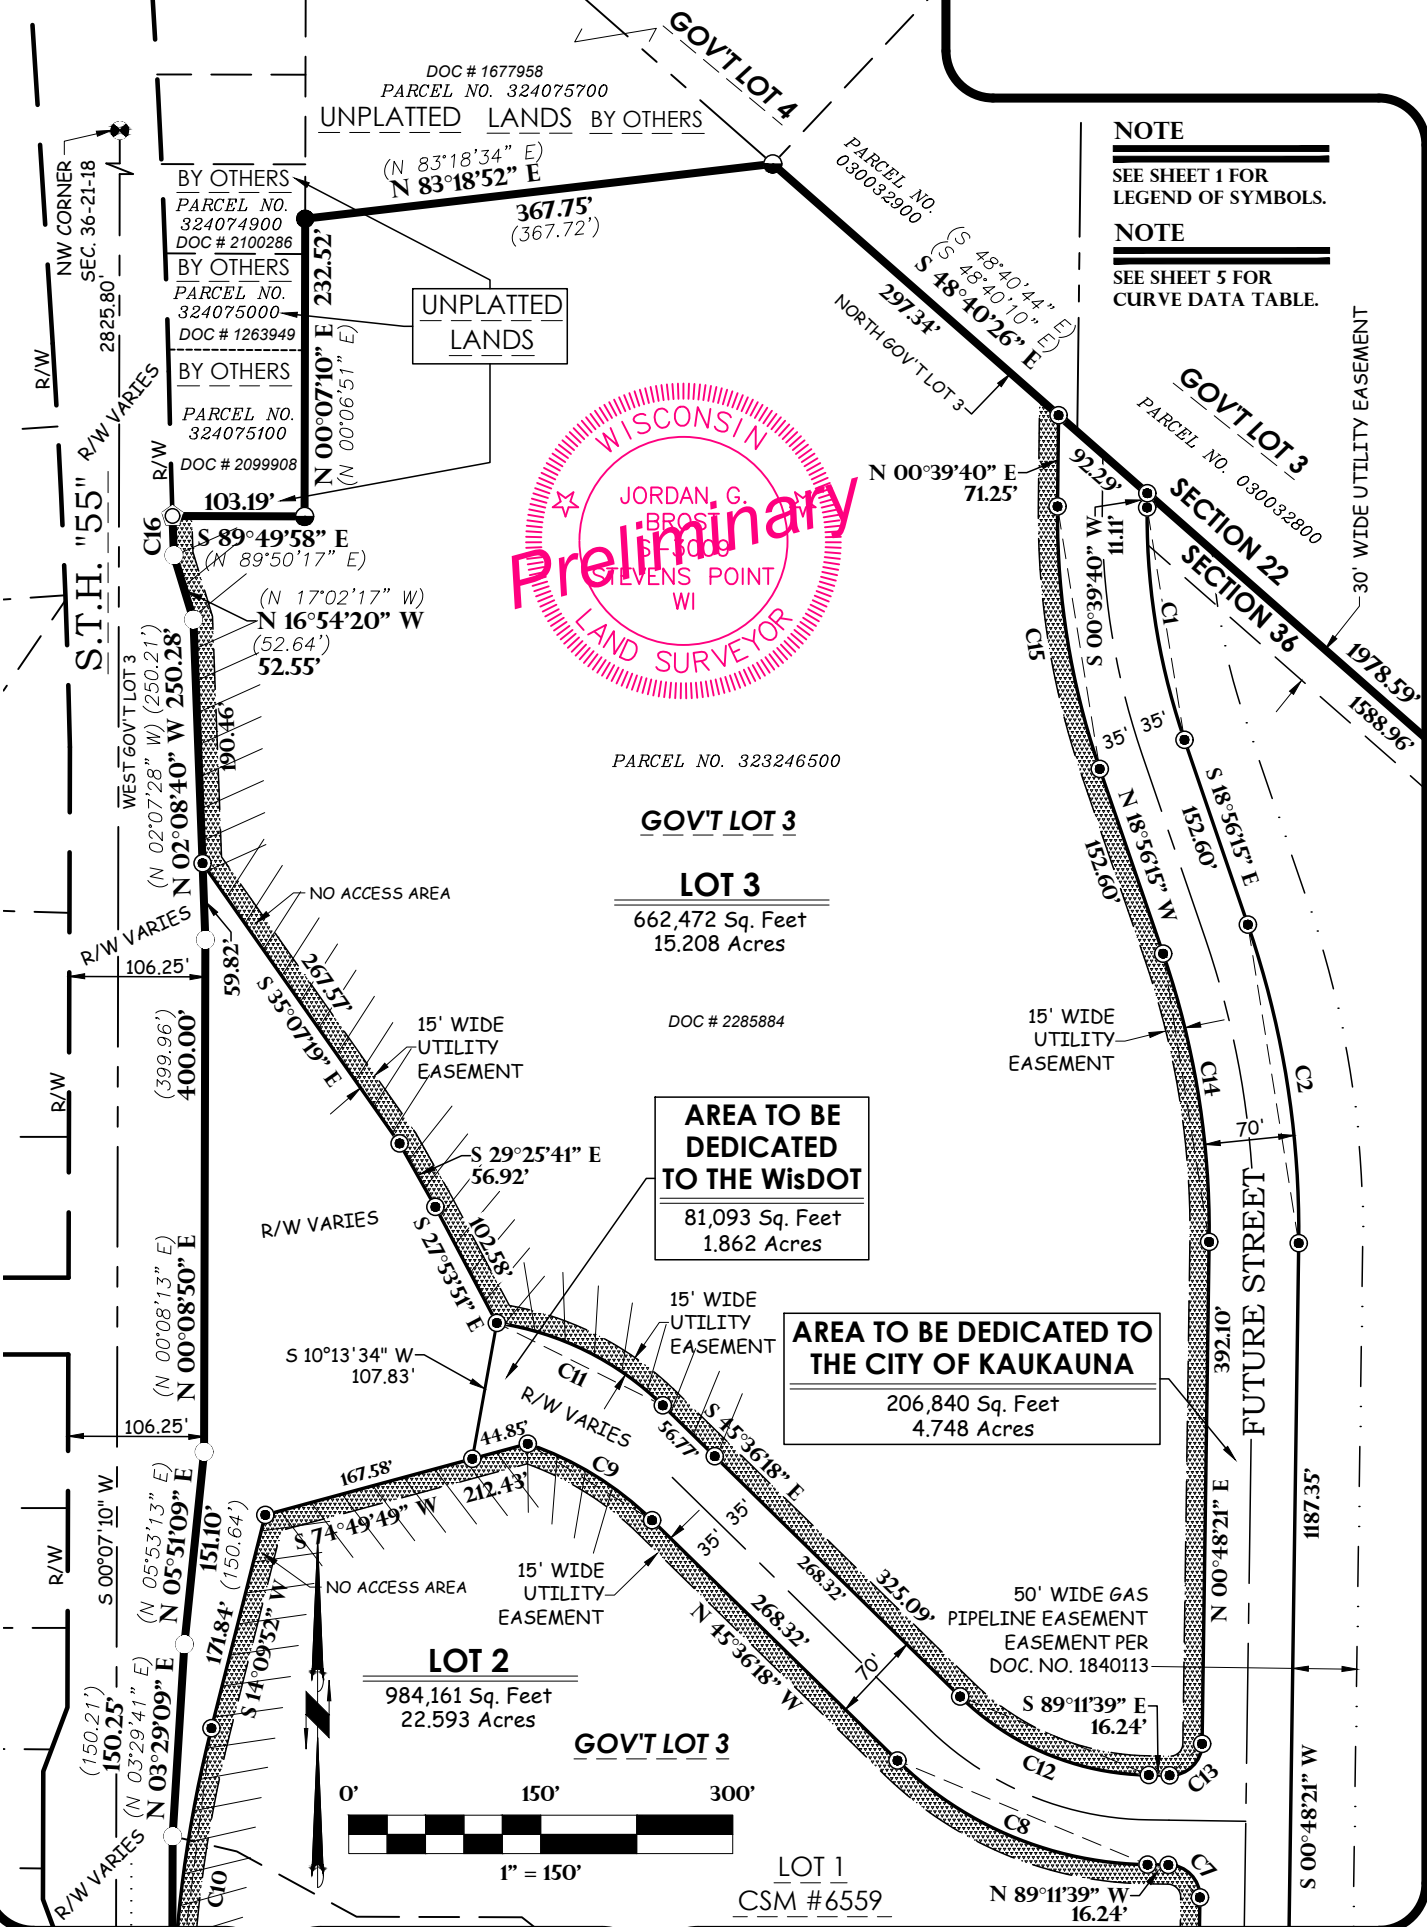 DOC # 1677958
PARCEL NO. 324075700
UNPLATTED LANDS BY OTHERS
GOV'T LOT 4
(N 83°18'34" E)
N 83°18'52" E
367.75'
(367.72')
PARCEL NO.
030032900
NOTE
SEE SHEET 1 FOR
LEGEND OF SYMBOLS.
NOTE
SEE SHEET 5 FOR
CURVE DATA TABLE.
NW CORNER
SEC. 36-21-18
2825.80'
R/W
R/W VARIES
R/W
S.T.H. "55"
BY OTHERS
PARCEL NO.
324074900
DOC # 2100286
BY OTHERS
PARCEL NO.
324075000
DOC # 1263949
BY OTHERS
PARCEL NO.
324075100
DOC # 2099908
232.52'
N 00°07'10" E
(N 00°06'51" E)
UNPLATTED
LANDS
(S 48°40'44" E)
(S 48°40'10" E)
S 48°40'26" E
297.34'
NORTH GOV'T LOT 3
GOV'T LOT 3
PARCEL NO. 030032800
30' WIDE UTILITY EASEMENT
103.19'
S 89°49'58" E
(N 89°50'17" E)
C16
(N 17°02'17" W)
N 16°54'20" W
(52.64')
52.55'
WISCONSIN
JORDAN G.
BROST
S-3009
STEVENS POINT
WI
LAND SURVEYOR
Preliminary
N 00°39'40" E
71.25'
92.29'
11.11'
S 00°39'40" W
SECTION 22
SECTION 36
1978.59'
1588.96'
C1
C15
35'
35'
S 18°56'15" E
152.60'
N 18°56'15" W
152.60'
WEST GOV'T LOT 3
(N 02°07'28" W) (250.21')
N 02°08'40" W 250.28'
190.46'
PARCEL NO. 323246500
GOV'T LOT 3
LOT 3
662,472 Sq. Feet
15.208 Acres
DOC # 2285884
NO ACCESS AREA
R/W VARIES
106.25'
59.82'
267.57'
S 35°07'19" E
15' WIDE
UTILITY
EASEMENT
15' WIDE
UTILITY
EASEMENT
(399.96')
400.00'
R/W
C14
C2
70'
AREA TO BE
DEDICATED
TO THE WisDOT
81,093 Sq. Feet
1.862 Acres
S 29°25'41" E
56.92'
R/W VARIES
102.58'
S 27°53'51" E
(N 00°08'13" E)
N 00°08'50" E
FUTURE STREET
15' WIDE
UTILITY
EASEMENT
AREA TO BE DEDICATED TO
THE CITY OF KAUKAUNA
206,840 Sq. Feet
4.748 Acres
392.10'
S 10°13'34" W
107.83'
C11
R/W VARIES
56.77'
S 45°36'18" E
325.09'
106.25'
44.85'
C9
167.58'
212.43'
S 74°49'49" W
35'
35'
268.32'
268.32'
N 45°36'18" W
70'
N 00°48'21" E
1187.35'
S 00°48'21" W
S 00°07'10" W
R/W
(N 05°53'13" E)
N 05°51'09" E
151.10'
(150.64')
NO ACCESS AREA
171.84'
S 14°09'52" W
15' WIDE
UTILITY
EASEMENT
50' WIDE GAS
PIPELINE EASEMENT
EASEMENT PER
DOC. NO. 1840113
LOT 2
984,161 Sq. Feet
22.593 Acres
GOV'T LOT 3
S 89°11'39" E
16.24'
C12
C13
(150.21')
150.25'
(N 03°29'41" E)
N 03°29'09" E
0' 150' 300'
1" = 150'
R/W VARIES
C10
C8
C7
LOT 1
CSM #6559
N 89°11'39" W
16.24'